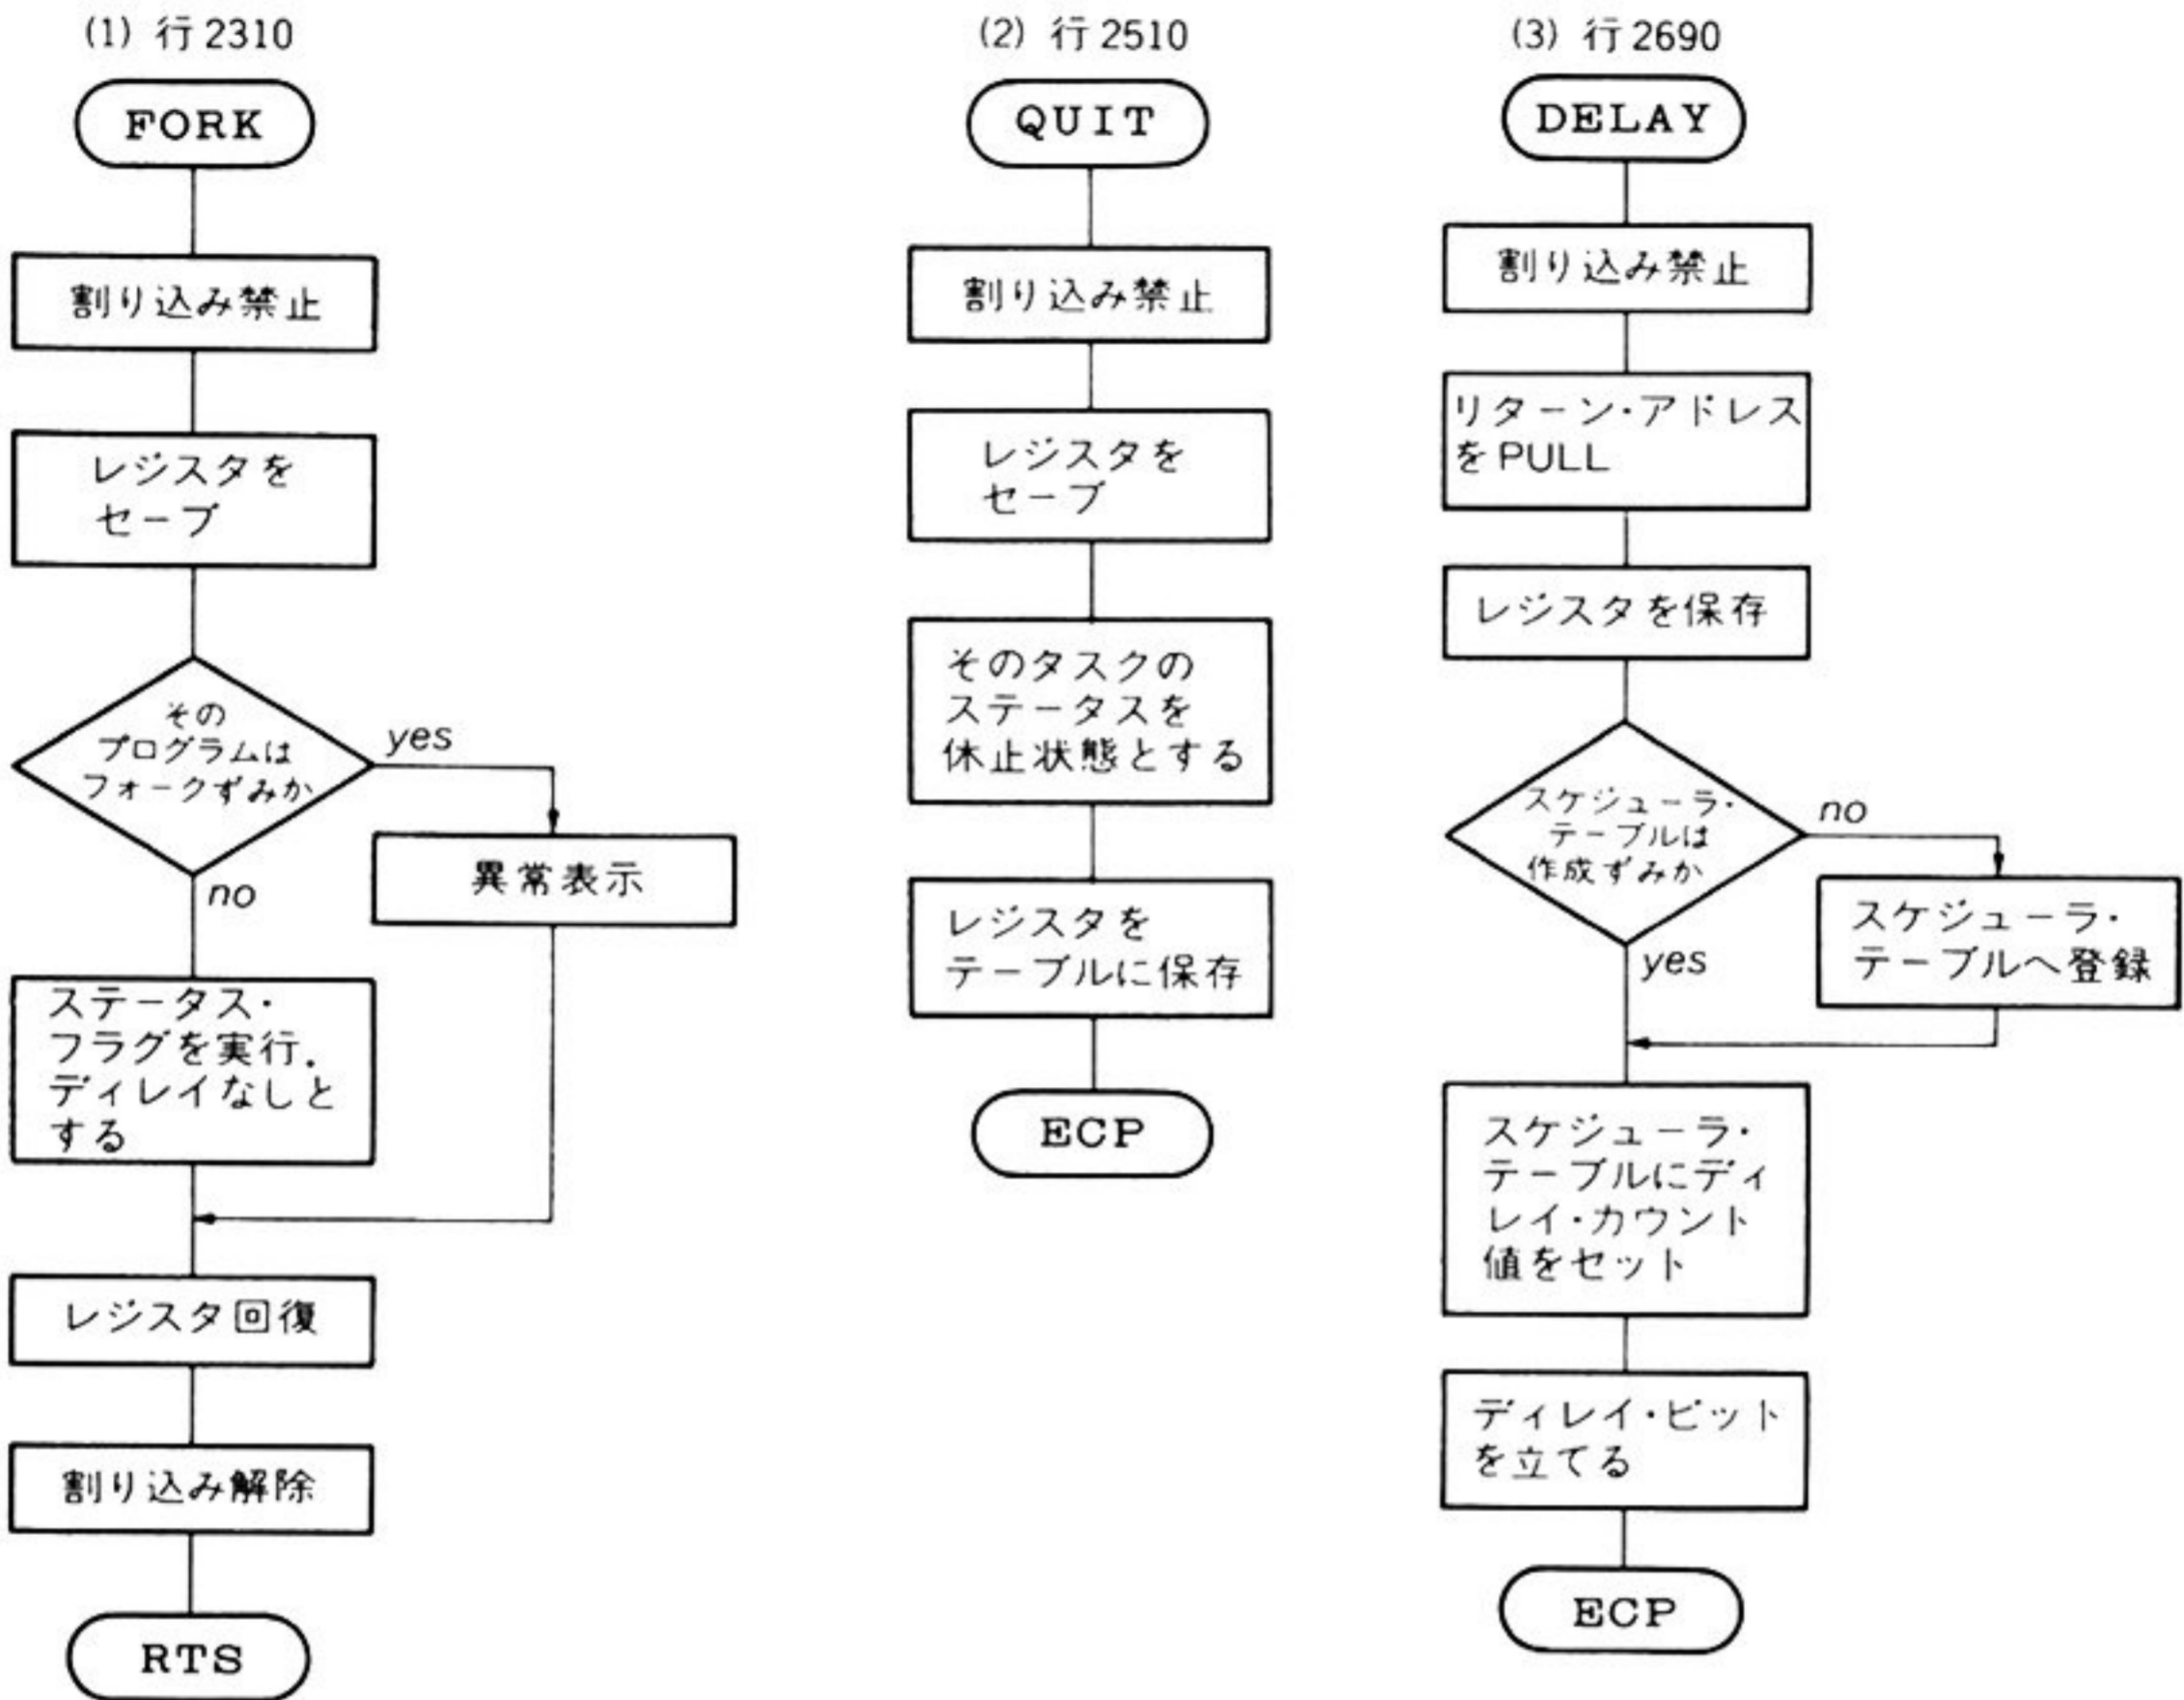 (1) 行2310
FORK
割り込み禁止
レジスタを
セーブ
その
プログラムは
フォークずみか
yes
異常表示
no
ステータス・
フラグを実行.
ディレイなしと
する
レジスタ回復
割り込み解除
RTS
(2) 行2510
QUIT
割り込み禁止
レジスタを
セーブ
そのタスクの
ステータスを
休止状態とする
レジスタを
テーブルに保存
ECP
(3) 行2690
DELAY
割り込み禁止
リターン・アドレス
をPULL
レジスタを保存
スケジューラ・
テーブルは
作成ずみか
no
スケジューラ・
テーブルへ登録
yes
スケジューラ・
テーブルにディ
レイ・カウント
値をセット
ディレイ・ビット
を立てる
ECP